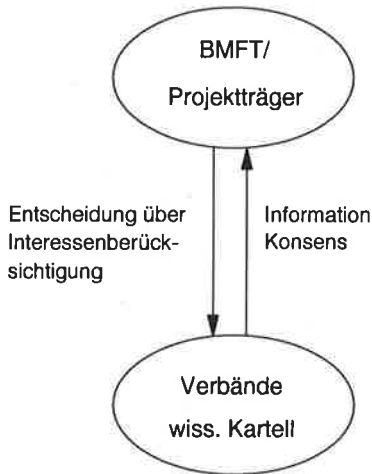 BMFT/
Projektträger
Entscheidung über
Interessenberück-
sichtigung
Information
Konsens
Verbände
wiss. Kartell